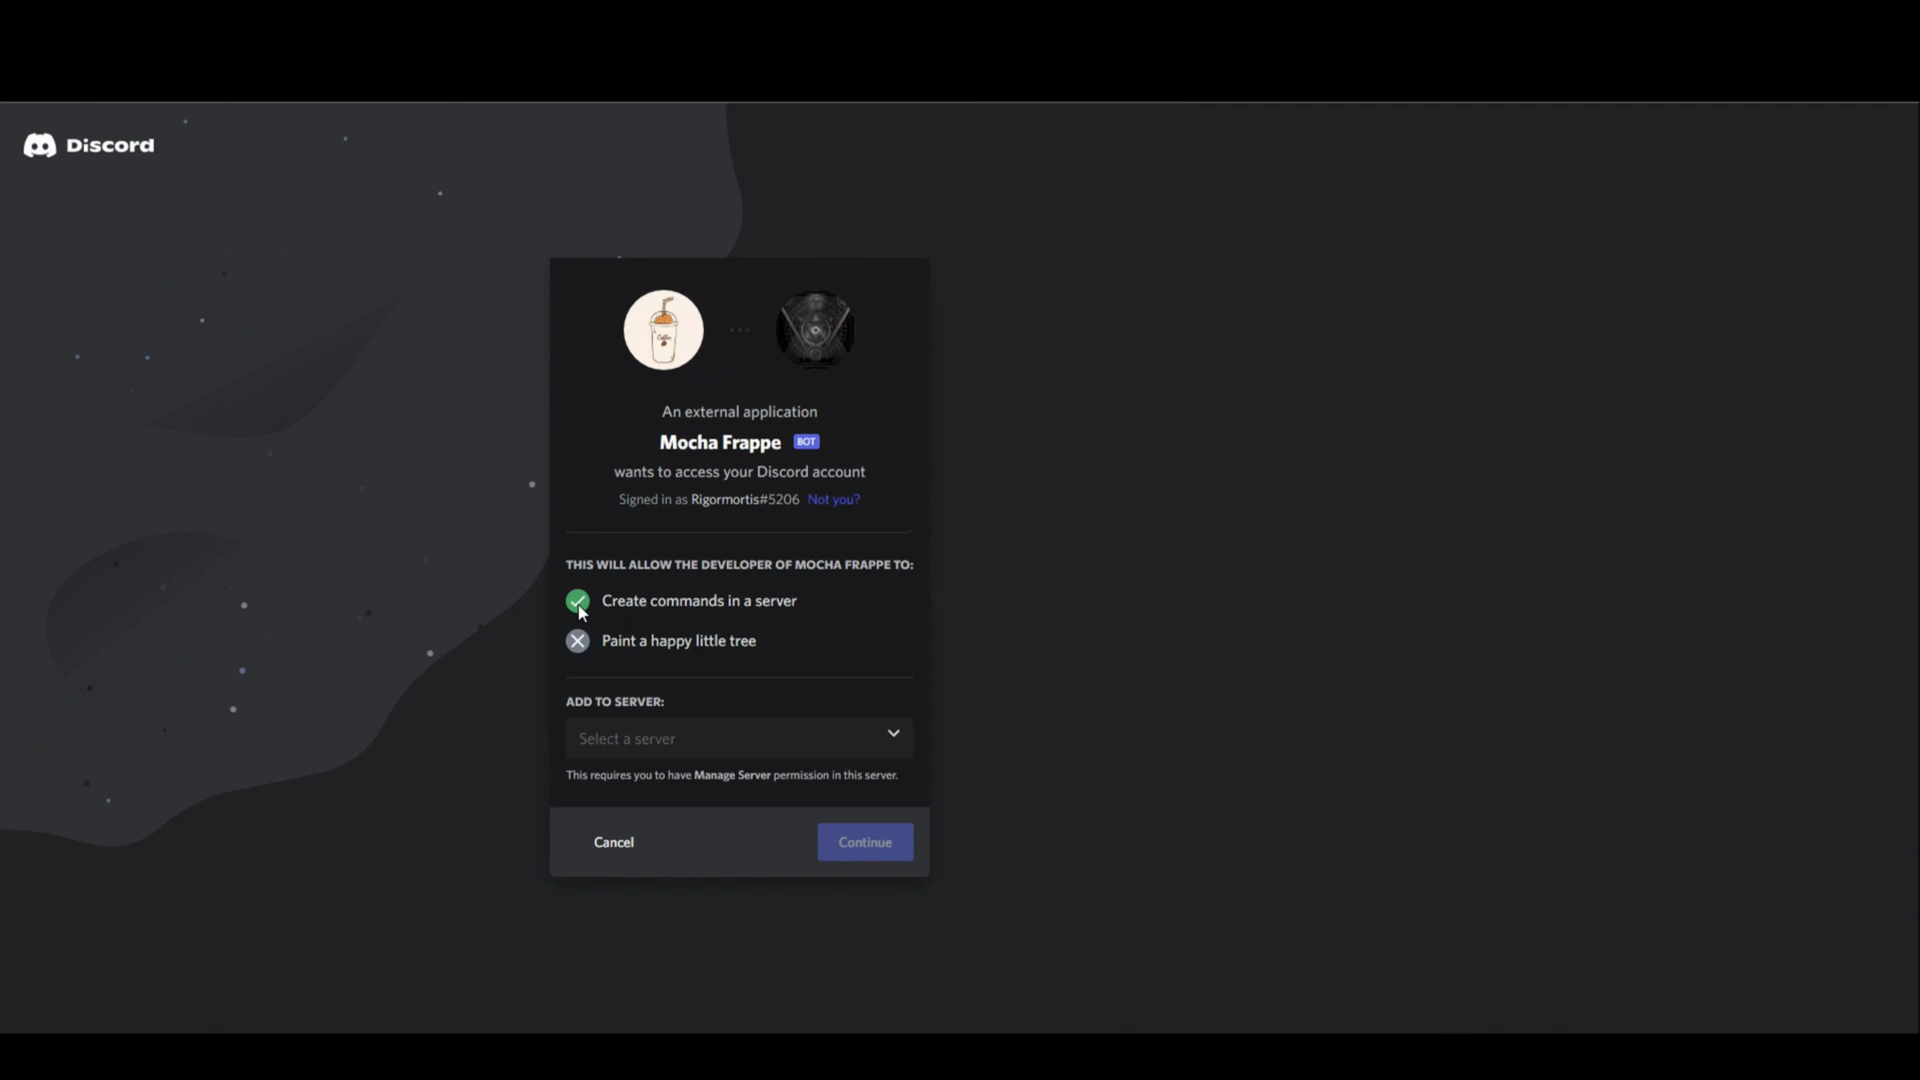 Discord
Coffee
An external application
Mocha Frappe BOT
wants to access your Discord account
Signed in as Rigormortis#5206 Not you?
THIS WILL ALLOW THE DEVELOPER OF MOCHA FRAPPE TO:
Create commands in a server
Paint a happy little tree
ADD TO SERVER:
Select a server
This requires you to have Manage Server permission in this server.
Cancel
Continue